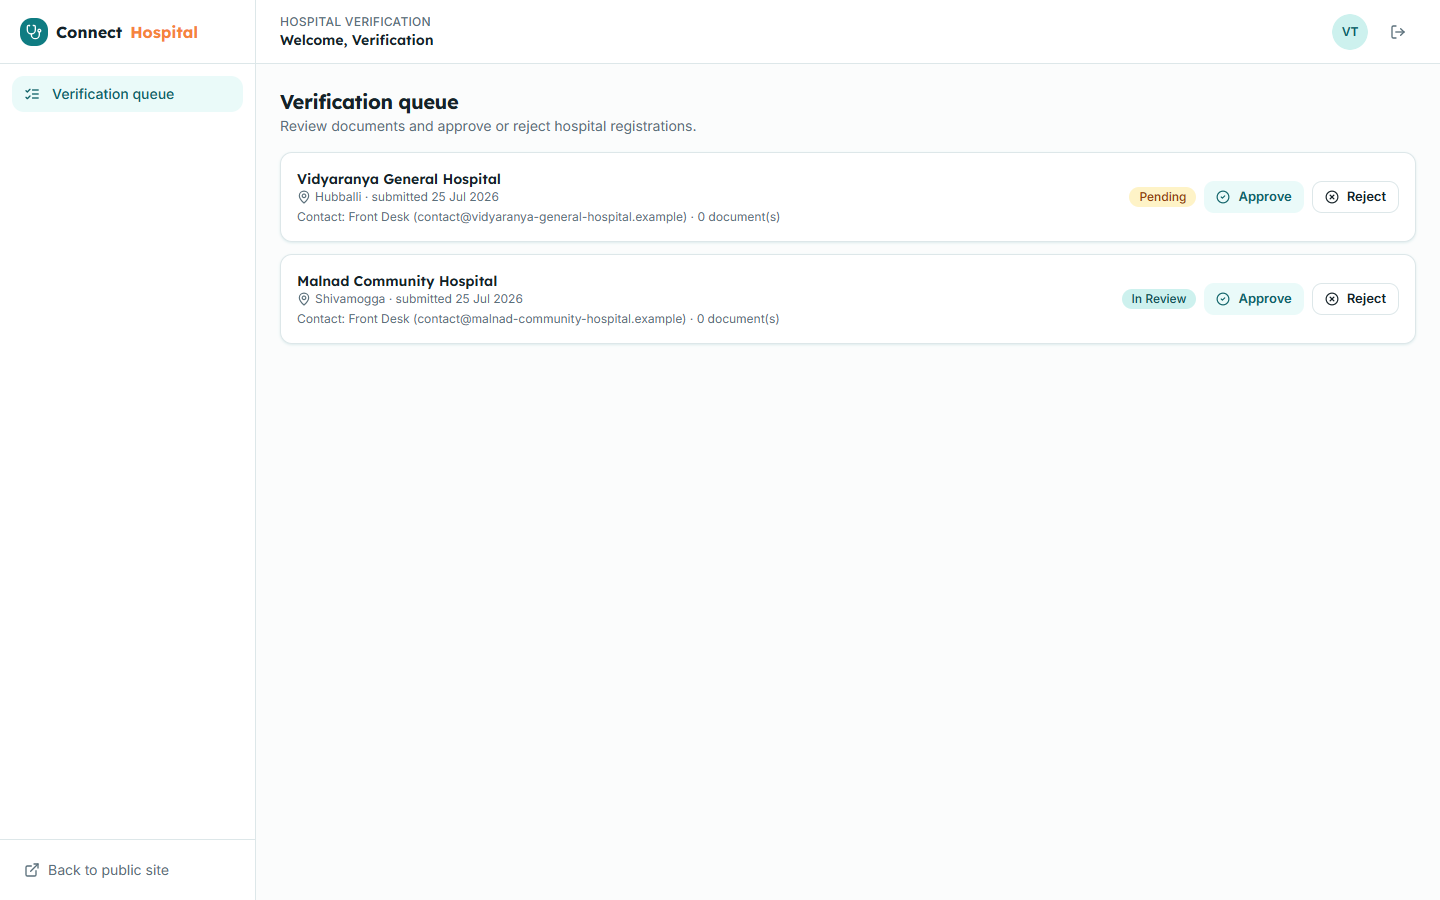 Connect Hospital
HOSPITAL VERIFICATION
Welcome, Verification
VT
Verification queue
Verification queue
Review documents and approve or reject hospital registrations.
Vidyaranya General Hospital
Hubballi · submitted 25 Jul 2026
Contact: Front Desk (contact@vidyaranya-general-hospital.example) · 0 document(s)
Pending
Approve
Reject
Malnad Community Hospital
Shivamogga · submitted 25 Jul 2026
Contact: Front Desk (contact@malnad-community-hospital.example) · 0 document(s)
In Review
Approve
Reject
Back to public site